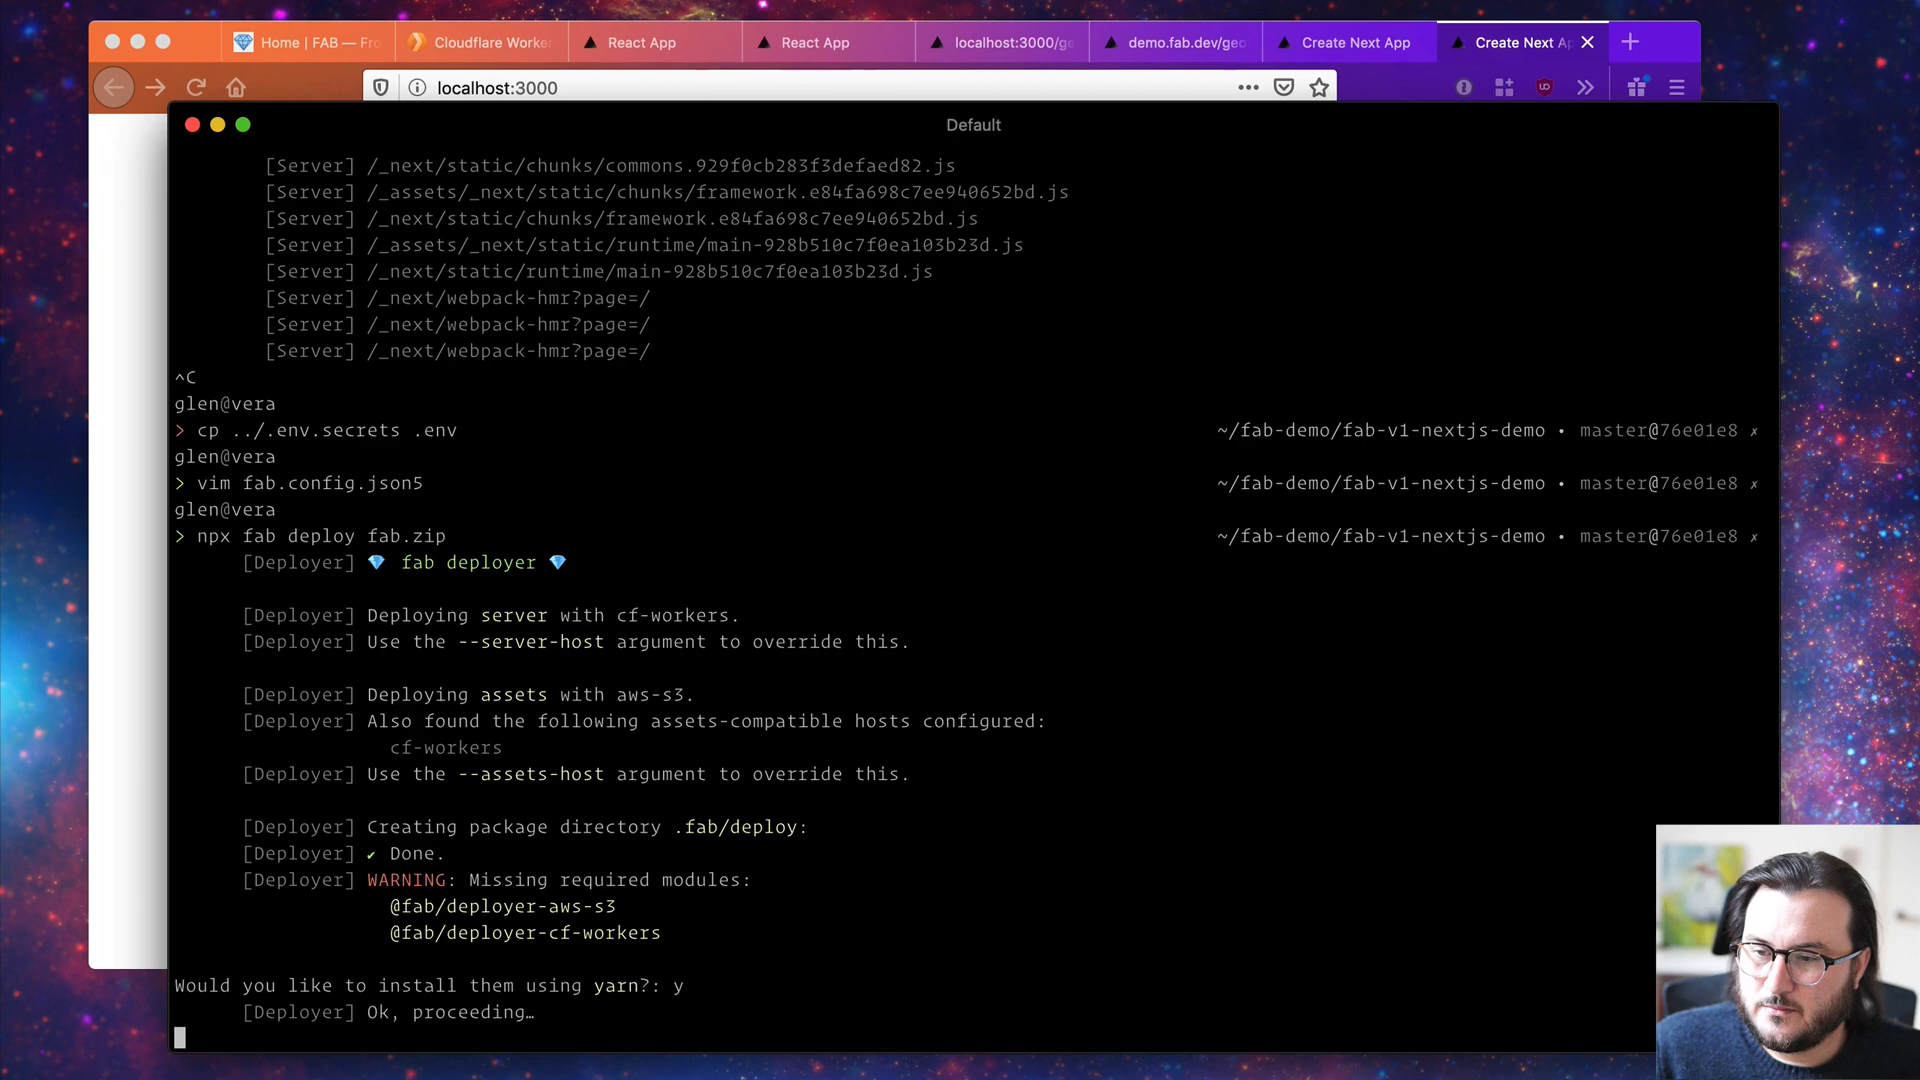 Home | FAB — Fro
Cloudflare Worke
React App
React App
localhost:3000/ge
demo.fab.dev/geo
Create Next App
Create Next Ap
localhost:3000
Default
[Server] /_next/static/chunks/commons.929f0cb283f3defaed82.js
[Server] /_assets/_next/static/chunks/framework.e84fa698c7ee940652bd.js
[Server] /_next/static/chunks/framework.e84fa698c7ee940652bd.js
[Server] /_assets/_next/static/runtime/main-928b510c7f0ea103b23d.js
[Server] /_next/static/runtime/main-928b510c7f0ea103b23d.js
[Server] /_next/webpack-hmr?page=/
[Server] /_next/webpack-hmr?page=/
[Server] /_next/webpack-hmr?page=/
^C
glen@vera
> cp ../.env.secrets .env ~/fab-demo/fab-v1-nextjs-demo • master@76e01e8 ✗
glen@vera
> vim fab.config.json5 ~/fab-demo/fab-v1-nextjs-demo • master@76e01e8 ✗
glen@vera
> npx fab deploy fab.zip ~/fab-demo/fab-v1-nextjs-demo • master@76e01e8 ✗
[Deployer] 💎 fab deployer 💎
[Deployer] Deploying server with cf-workers.
[Deployer] Use the --server-host argument to override this.
[Deployer] Deploying assets with aws-s3.
[Deployer] Also found the following assets-compatible hosts configured:
cf-workers
[Deployer] Use the --assets-host argument to override this.
[Deployer] Creating package directory .fab/deploy:
[Deployer] ✔ Done.
[Deployer] WARNING: Missing required modules:
@fab/deployer-aws-s3
@fab/deployer-cf-workers
Would you like to install them using yarn?: y
[Deployer] Ok, proceeding…